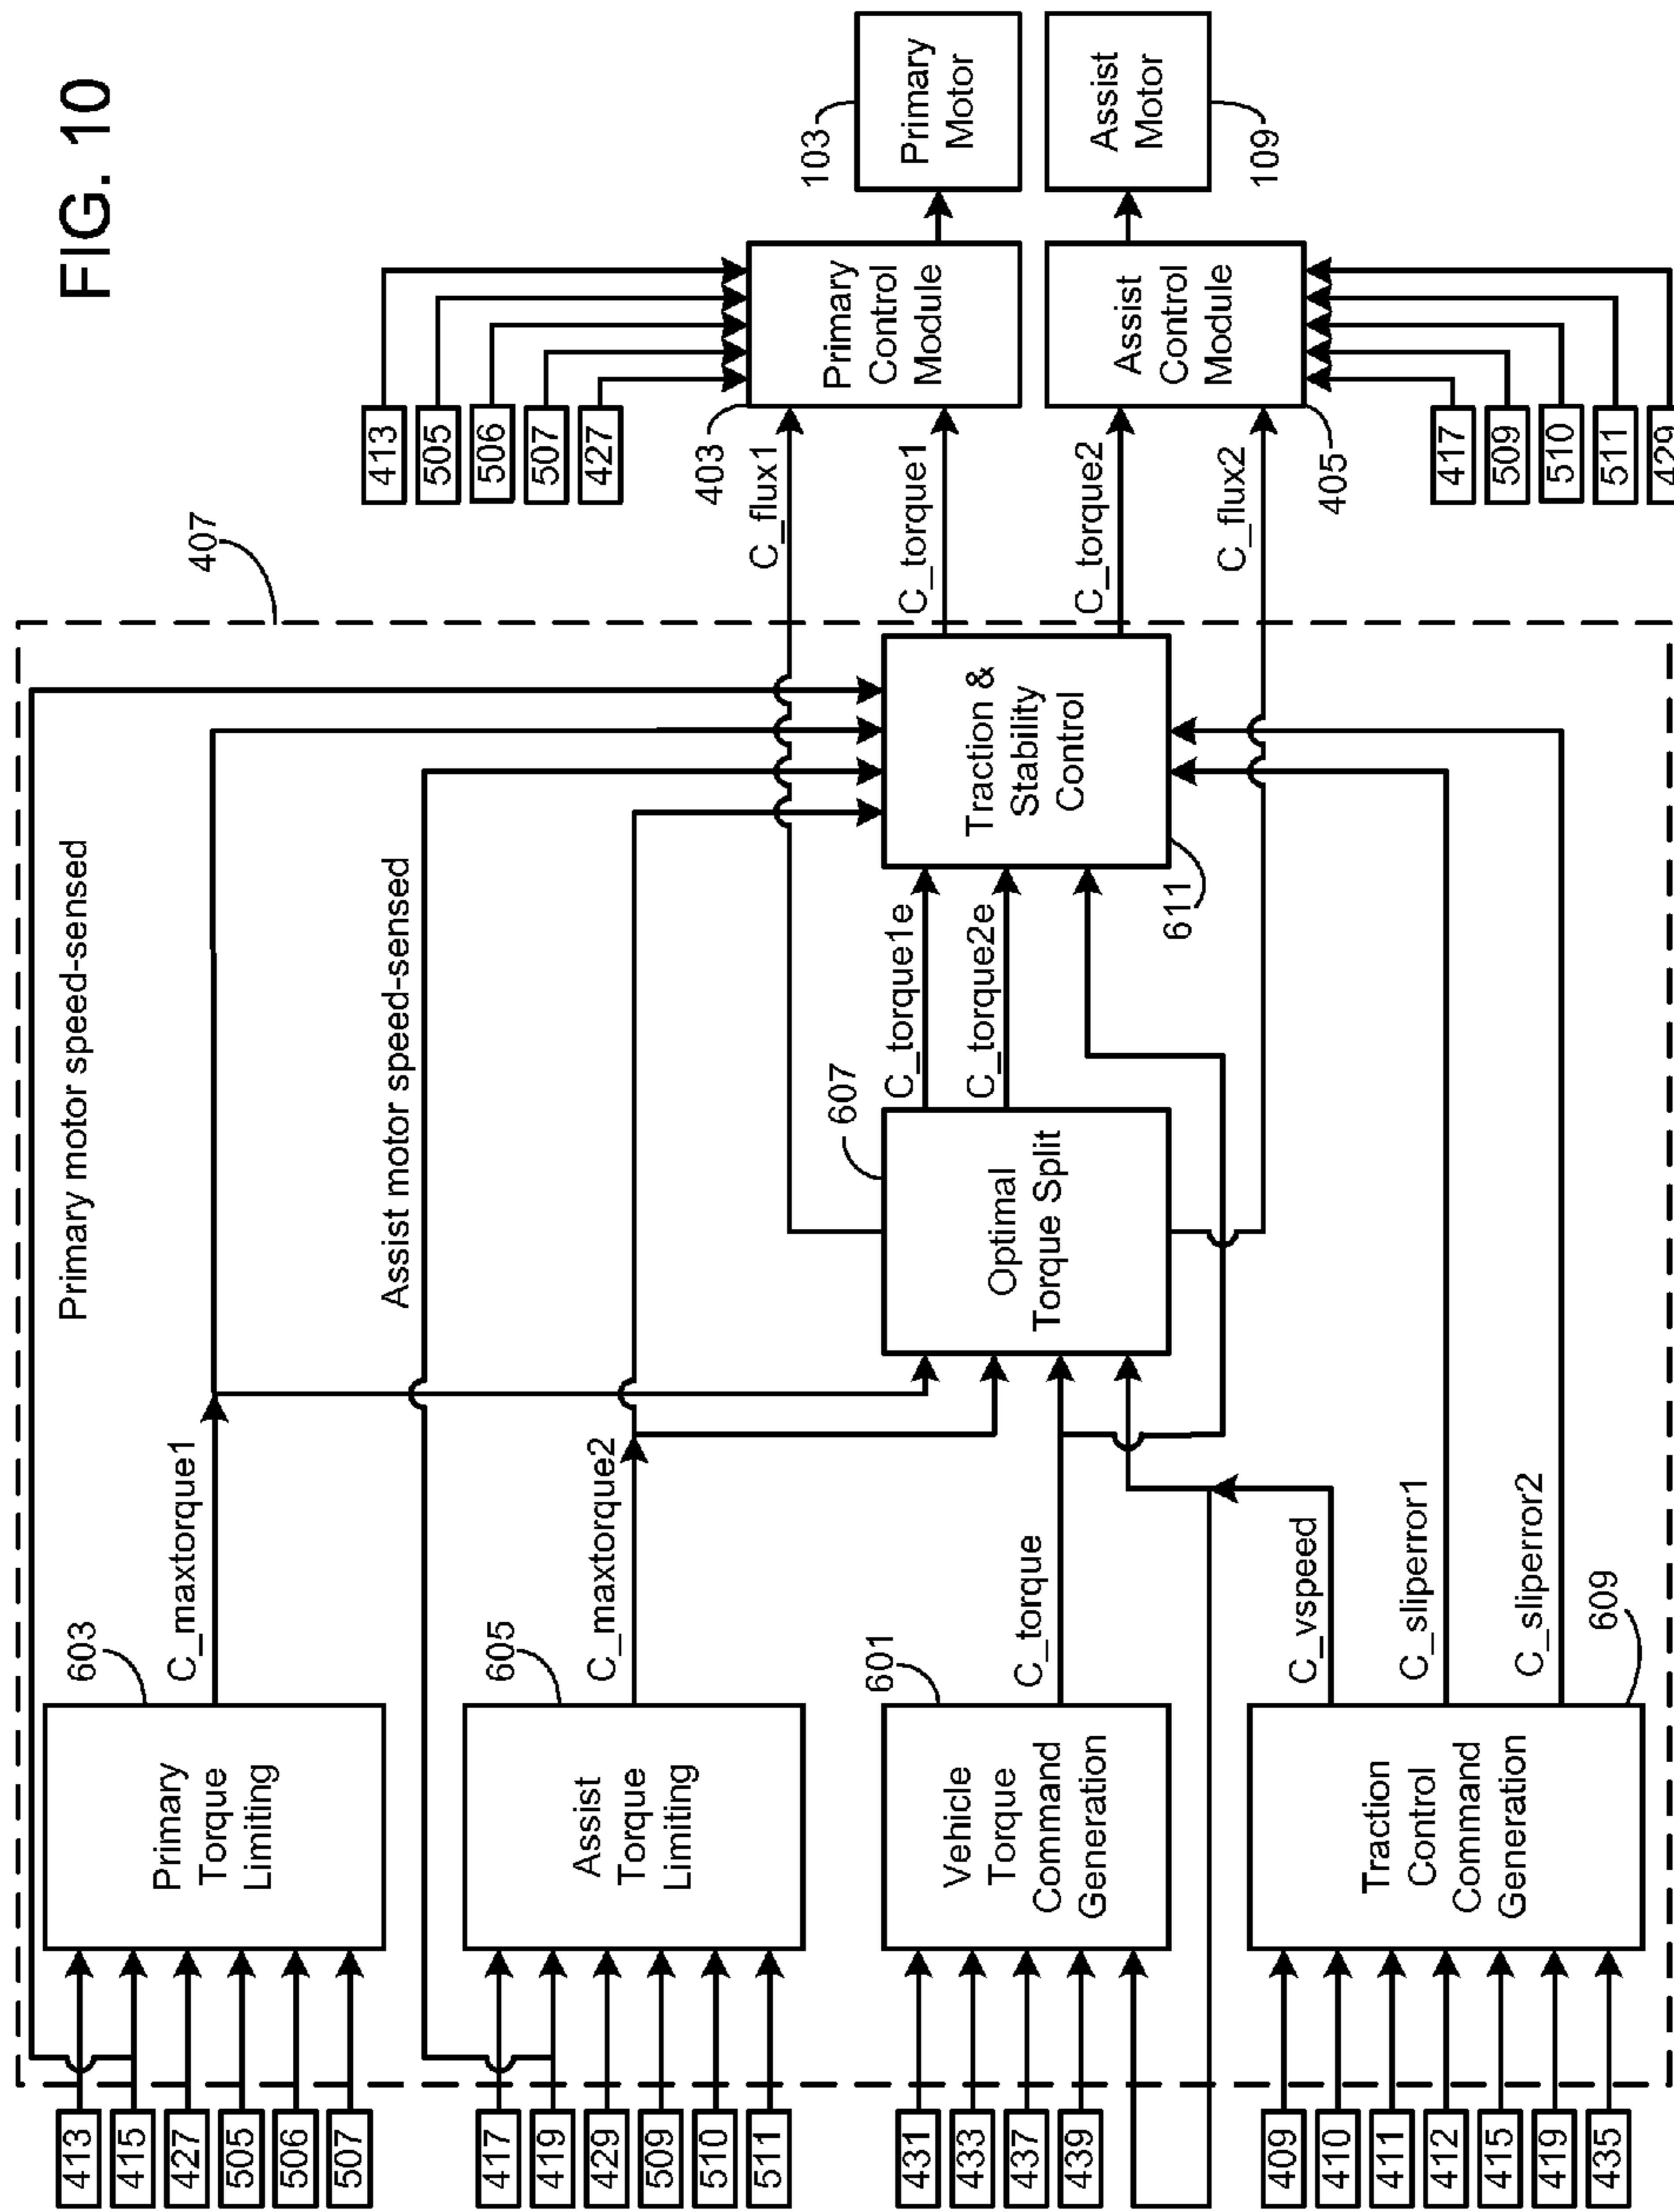 FIG. 10
407
Primary motor speed-sensed
413
415
427
505
506
507
Primary
Torque
Limiting
603
C_maxtorque1
Assist motor speed-sensed
417
419
429
509
510
511
Assist
Torque
Limiting
605
C_maxtorque2
431
433
437
439
Vehicle
Torque
Command
Generation
601
C_torque
409
410
411
412
415
419
435
Traction
Control
Command
Generation
609
C_vspeed
C_sliperror1
C_sliperror2
Optimal
Torque Split
607
C_torque1e
C_torque2e
Traction &
Stability
Control
611
C_flux1
C_torque1
C_torque2
C_flux2
413
505
506
507
427
403
Primary
Control
Module
103
Primary
Motor
Assist
Control
Module
405
Assist
Motor
109
417
509
510
511
429